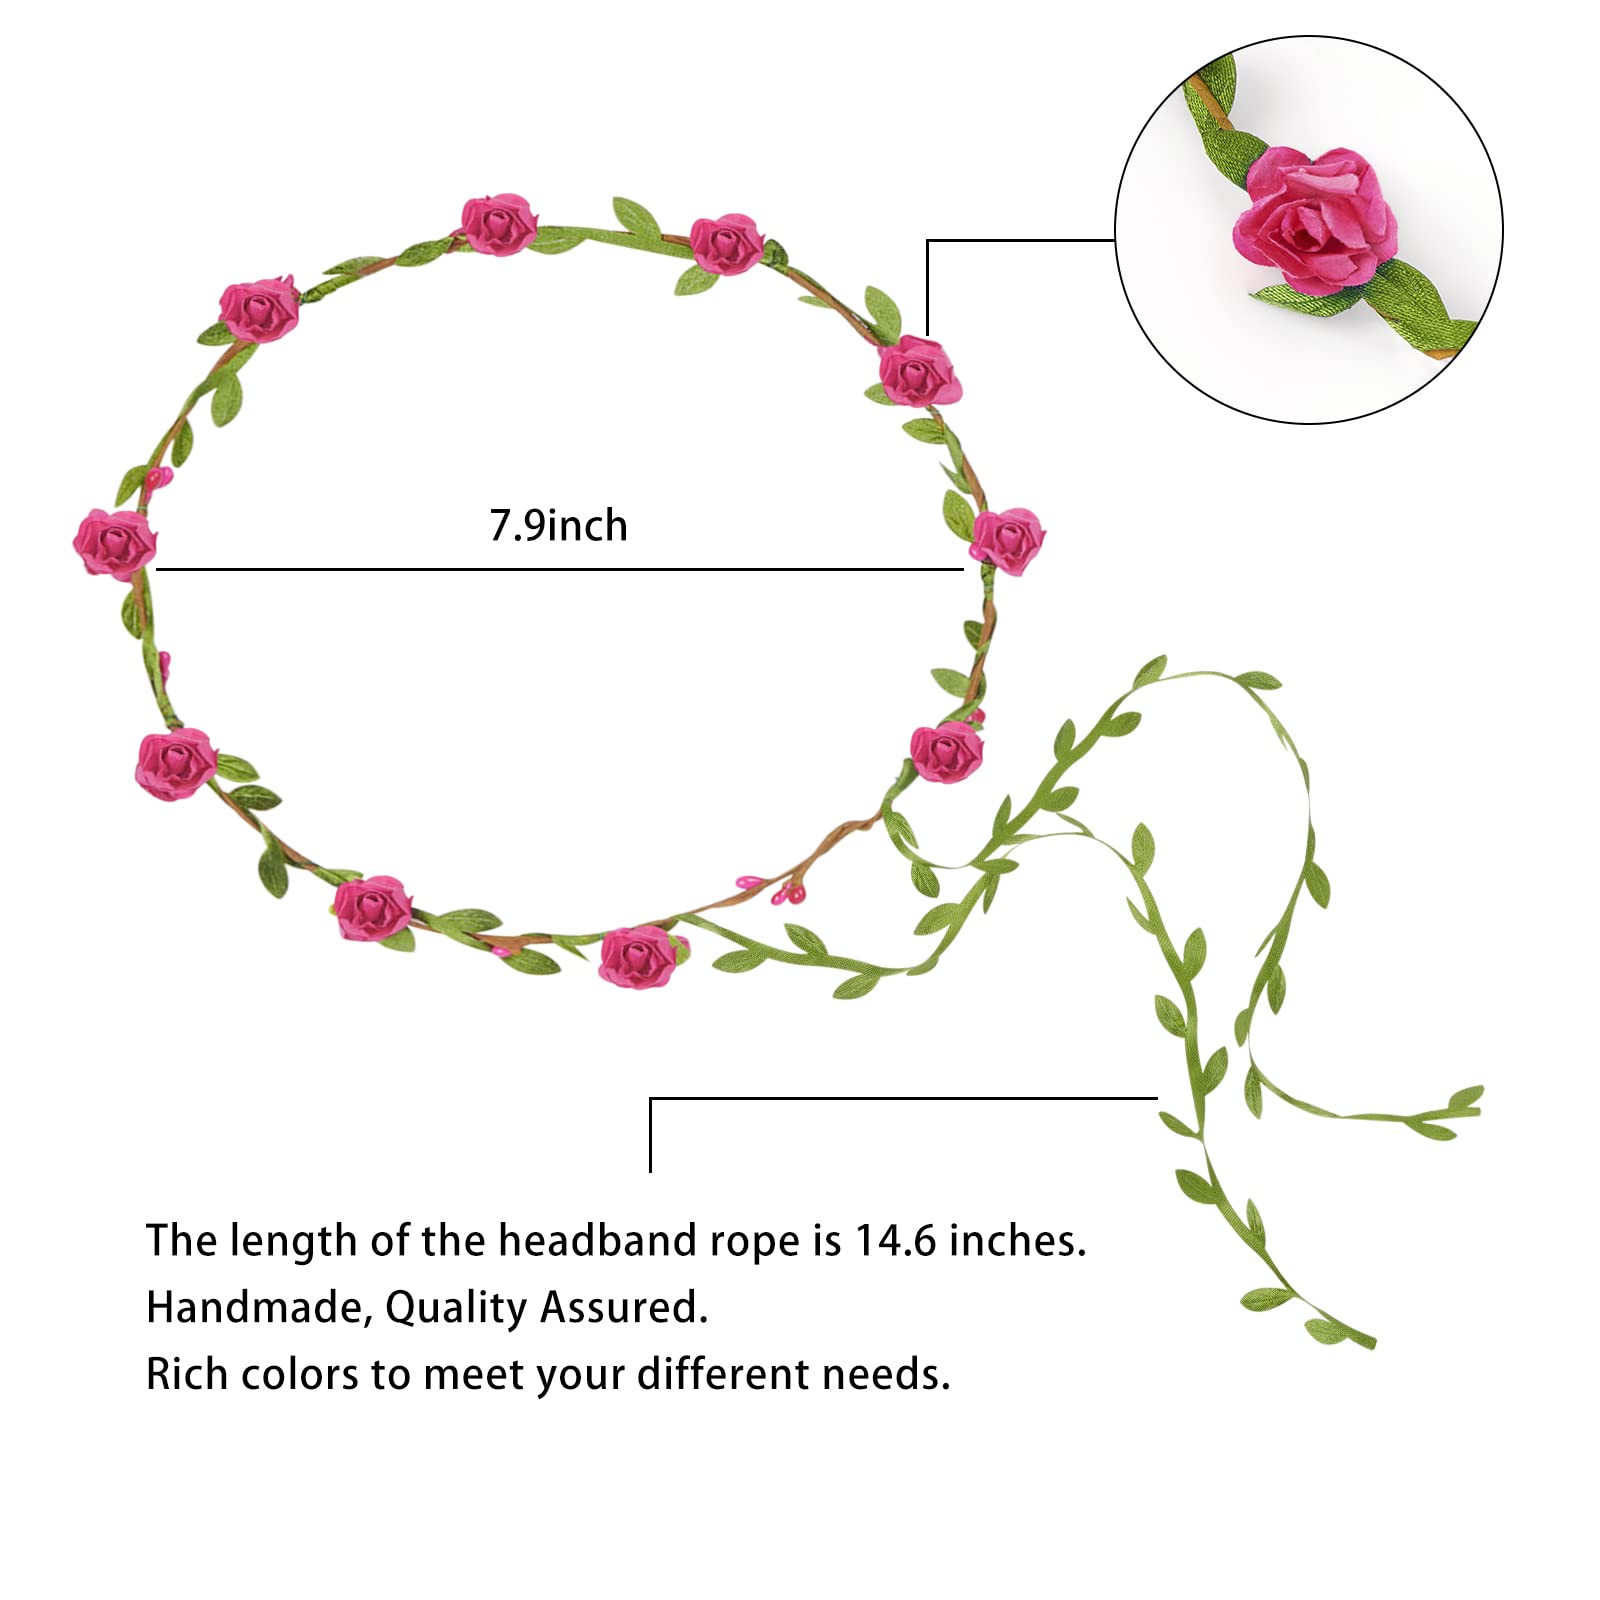 7.9inch
The length of the headband rope is 14.6 inches.
Handmade, Quality Assured.
Rich colors to meet your different needs.